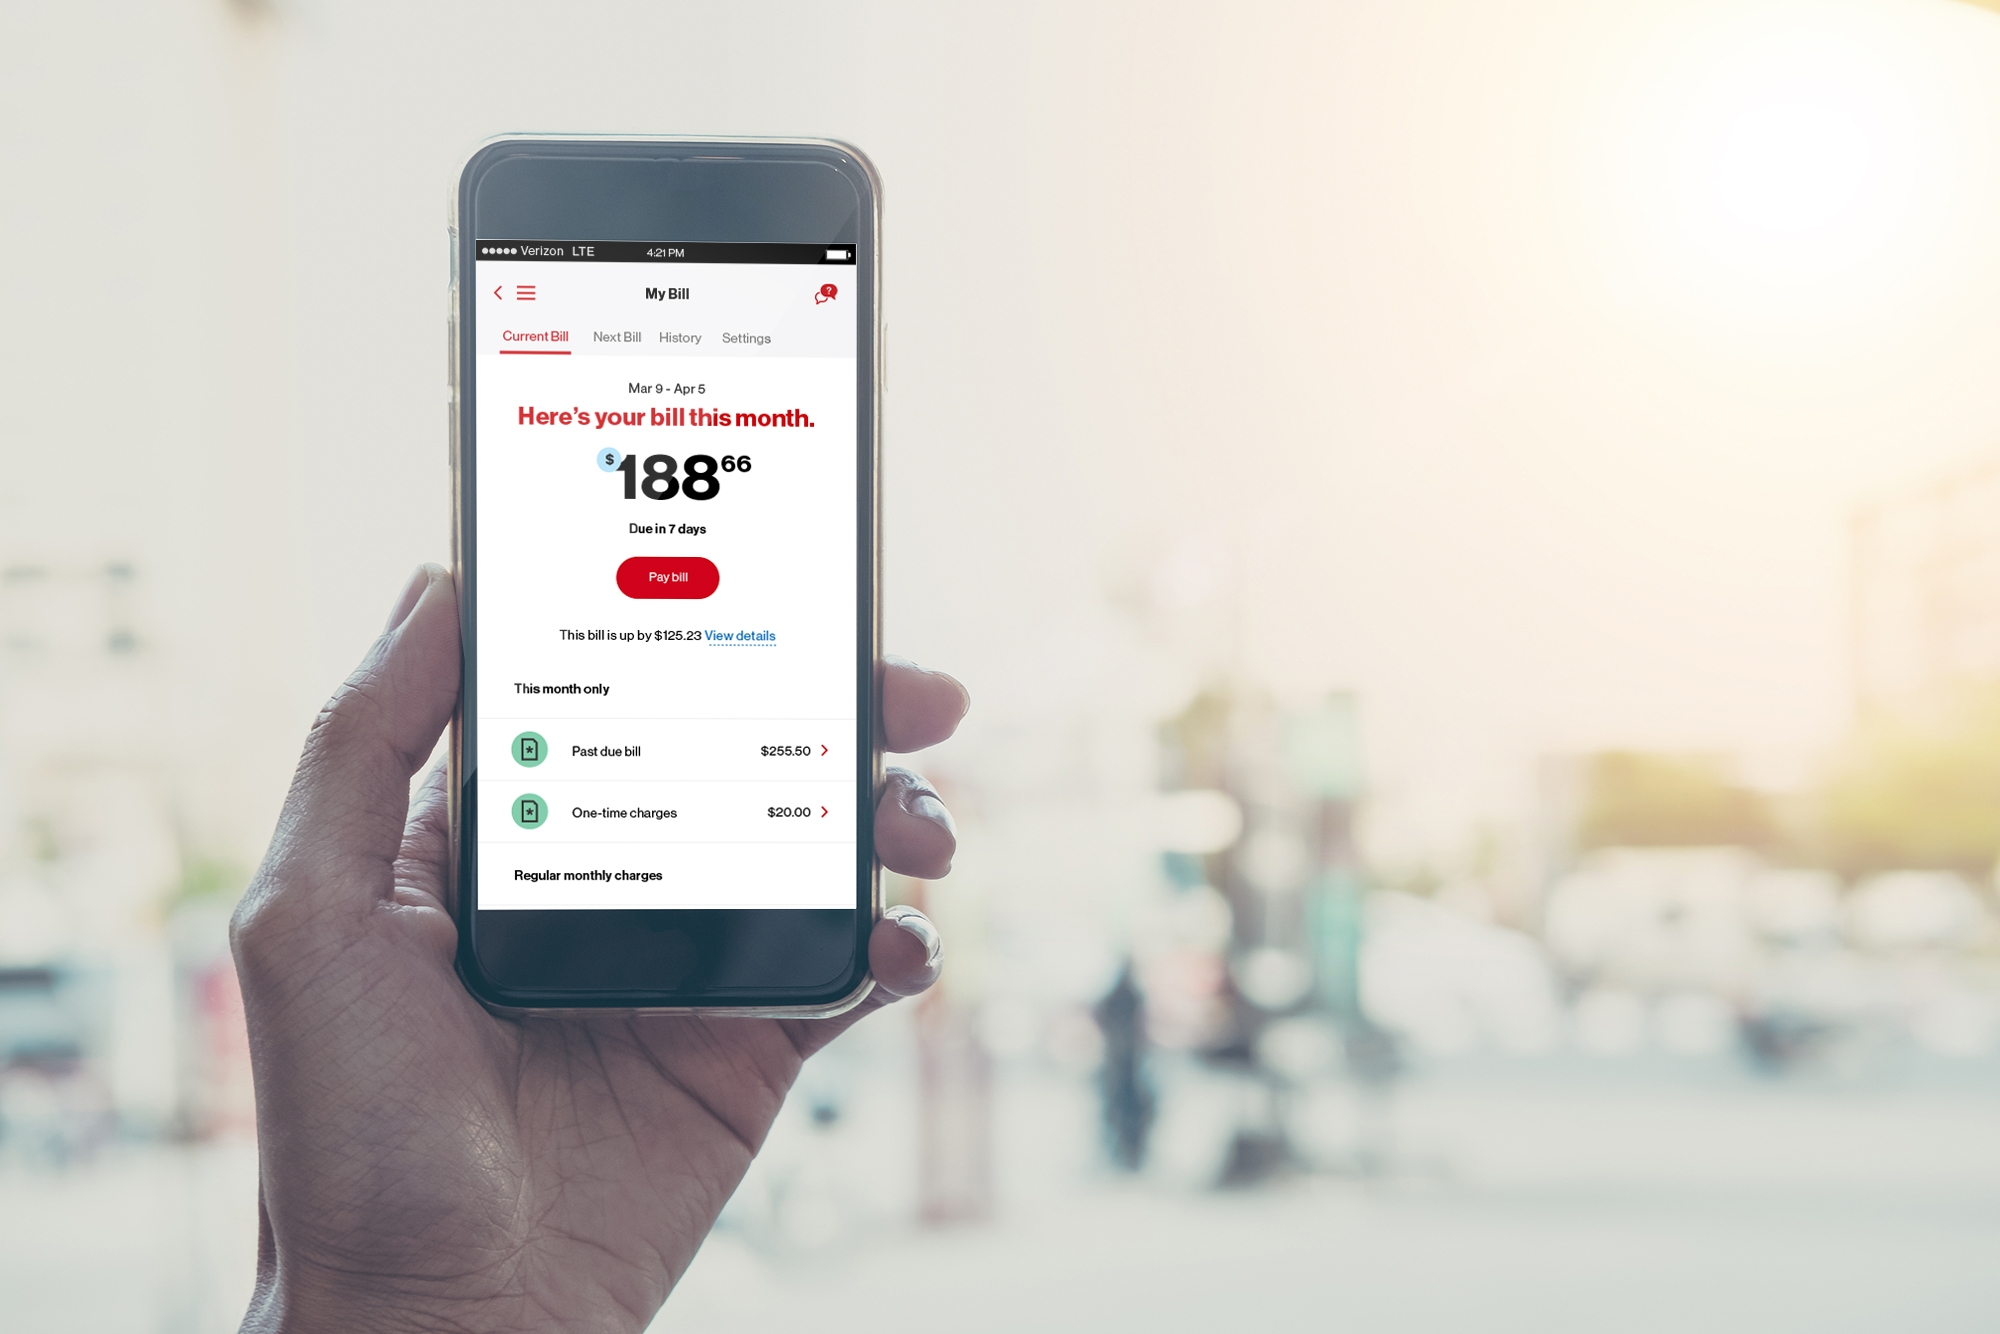 Verizon LTE 4:21 PM
My Bill
?
Current Bill Next Bill History Settings
Mar 9 - Apr 5
Here's your bill this month.
$188 66
Due in 7 days
Pay bill
This bill is up by $125.23 View details
This month only
Past due bill $255.50
One-time charges $20.00
Regular monthly charges